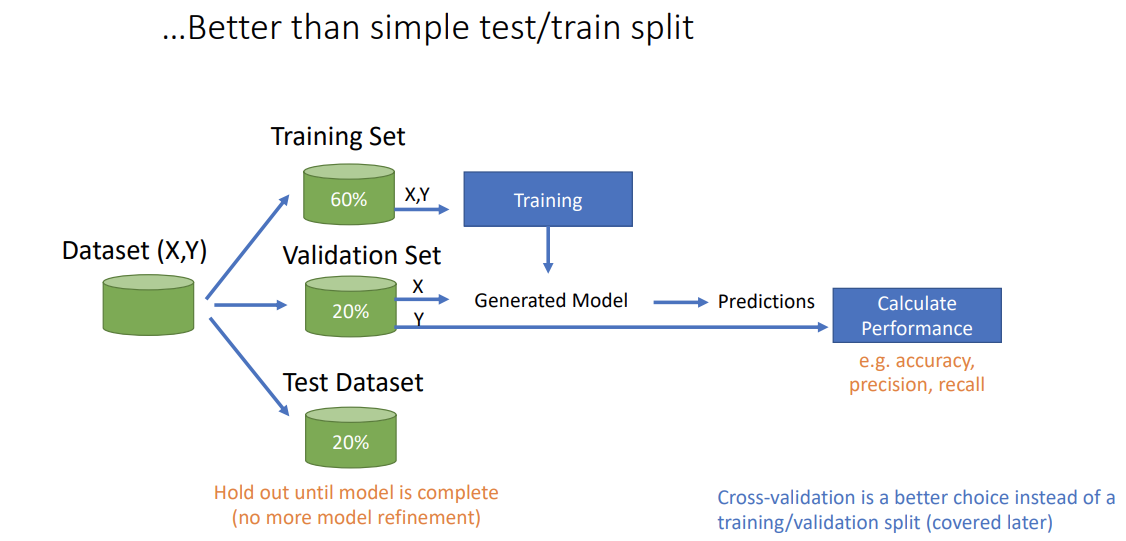 ...Better than simple test/train split
Training Set
60%
X,Y
Training
Dataset (X,Y)
Validation Set
20%
X
Y
Generated Model
Predictions
Calculate
Performance
e.g. accuracy,
precision, recall
Test Dataset
20%
Hold out until model is complete
(no more model refinement)
Cross-validation is a better choice instead of a
training/validation split (covered later)